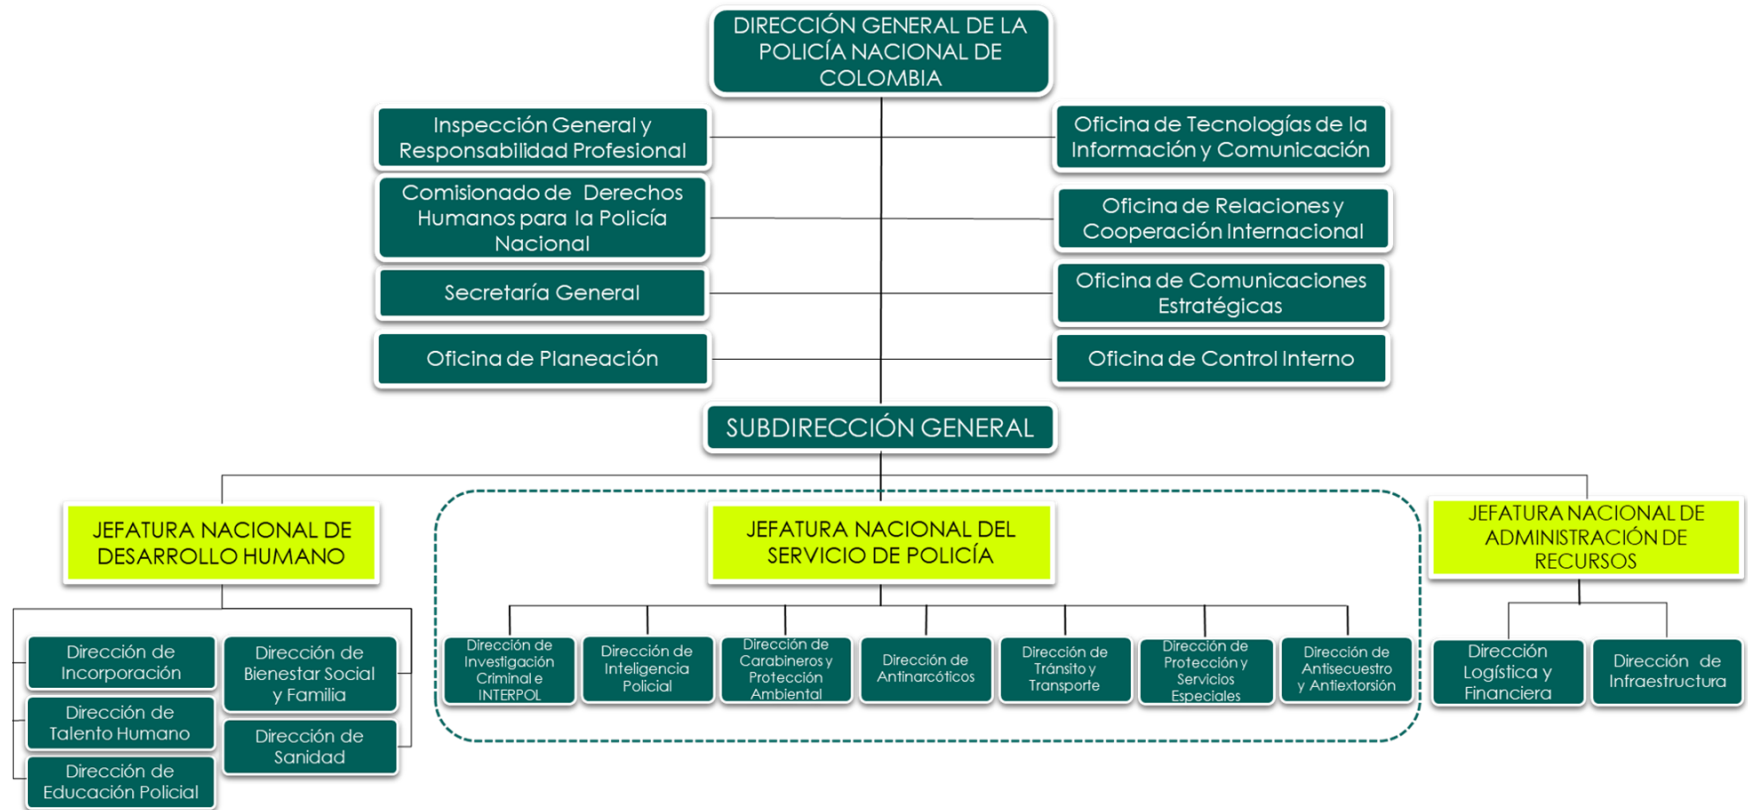 DIRECCIÓN GENERAL DE LA
POLICÍA NACIONAL DE
COLOMBIA
Inspección General y
Responsabilidad Profesional
Oficina de Tecnologías de la
Información y Comunicación
Comisionado de Derechos
Humanos para la Policía
Nacional
Oficina de Relaciones y
Cooperación Internacional
Secretaría General
Oficina de Comunicaciones
Estratégicas
Oficina de Planeación
Oficina de Control Interno
SUBDIRECCIÓN GENERAL
JEFATURA NACIONAL DE
DESARROLLO HUMANO
JEFATURA NACIONAL DEL
SERVICIO DE POLICÍA
JEFATURA NACIONAL DE
ADMINISTRACIÓN DE
RECURSOS
Dirección de
Incorporación
Dirección de
Bienestar Social
y Familia
Dirección de
Talento Humano
Dirección de
Sanidad
Dirección de
Educación Policial
Dirección de
Investigación
Criminal e
INTERPOL
Dirección de
Inteligencia
Policial
Dirección de
Carabineros y
Protección
Ambiental
Dirección de
Antinarcóticos
Dirección de
Tránsito y
Transporte
Dirección de
Protección y
Servicios
Especiales
Dirección de
Antisecuestro
y Antiextorsión
Dirección
Logística y
Financiera
Dirección de
Infraestructura